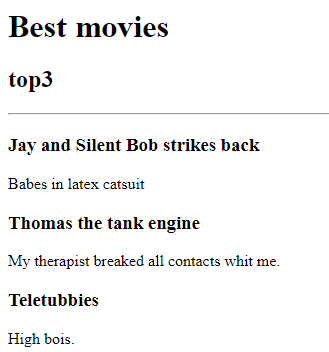 Best movies
top3
Jay and Silent Bob strikes back
Babes in latex catsuit
Thomas the tank engine
My therapist breaked all contacts whit me.
Teletubbies
High bois.